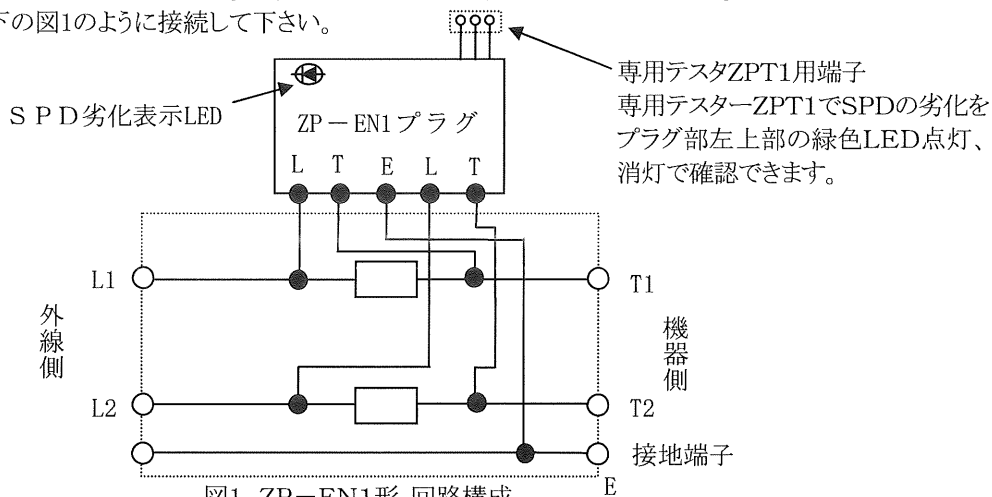 下の図1のように接続して下さい。
専用テスタZPT1用端子
専用テスターZPT1でSPDの劣化を
プラグ部左上部の緑色LED点灯、
消灯で確認できます。
SPD劣化表示LED
ZP－EN1プラグ
L T E L T
L1
T1
外線側
機器側
L2
T2
接地端子
E
図1 ZP－EN1形 回路構成